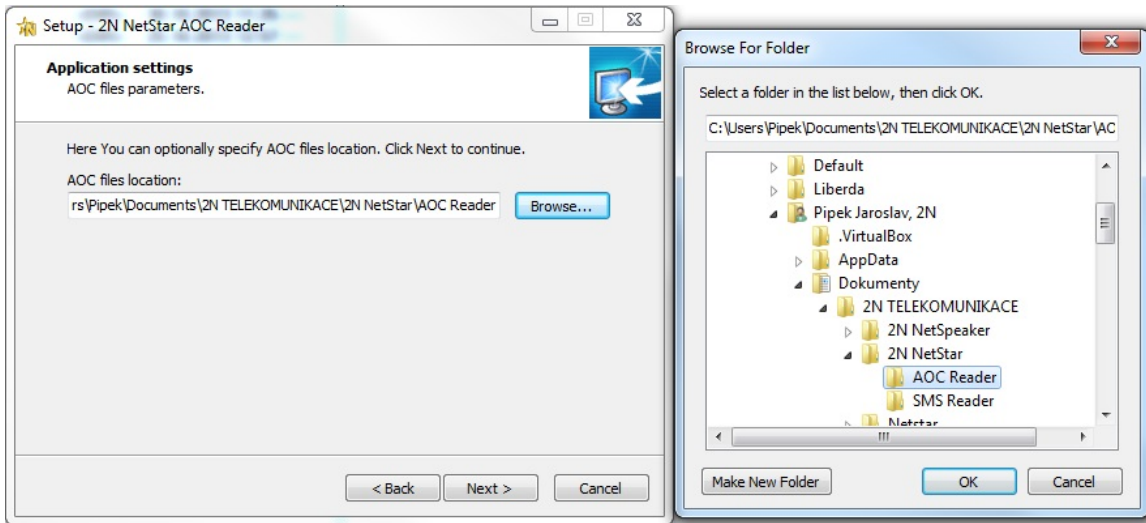 Setup - 2N NetStar AOC Reader
Application settings
AOC files parameters.
Here You can optionally specify AOC files location. Click Next to continue.
AOC files location:
rs\Pipek\Documents\2N TELEKOMUNIKACE\2N NetStar\AOC Reader
Browse...
< Back
Next >
Cancel
Browse For Folder
Select a folder in the list below, then click OK.
C:\Users\Pipek\Documents\2N TELEKOMUNIKACE\2N NetStar\AC
Default
Liberda
Pipek Jaroslav, 2N
.VirtualBox
AppData
Dokumenty
2N TELEKOMUNIKACE
2N NetSpeaker
2N NetStar
AOC Reader
SMS Reader
Netstar
Make New Folder
OK
Cancel